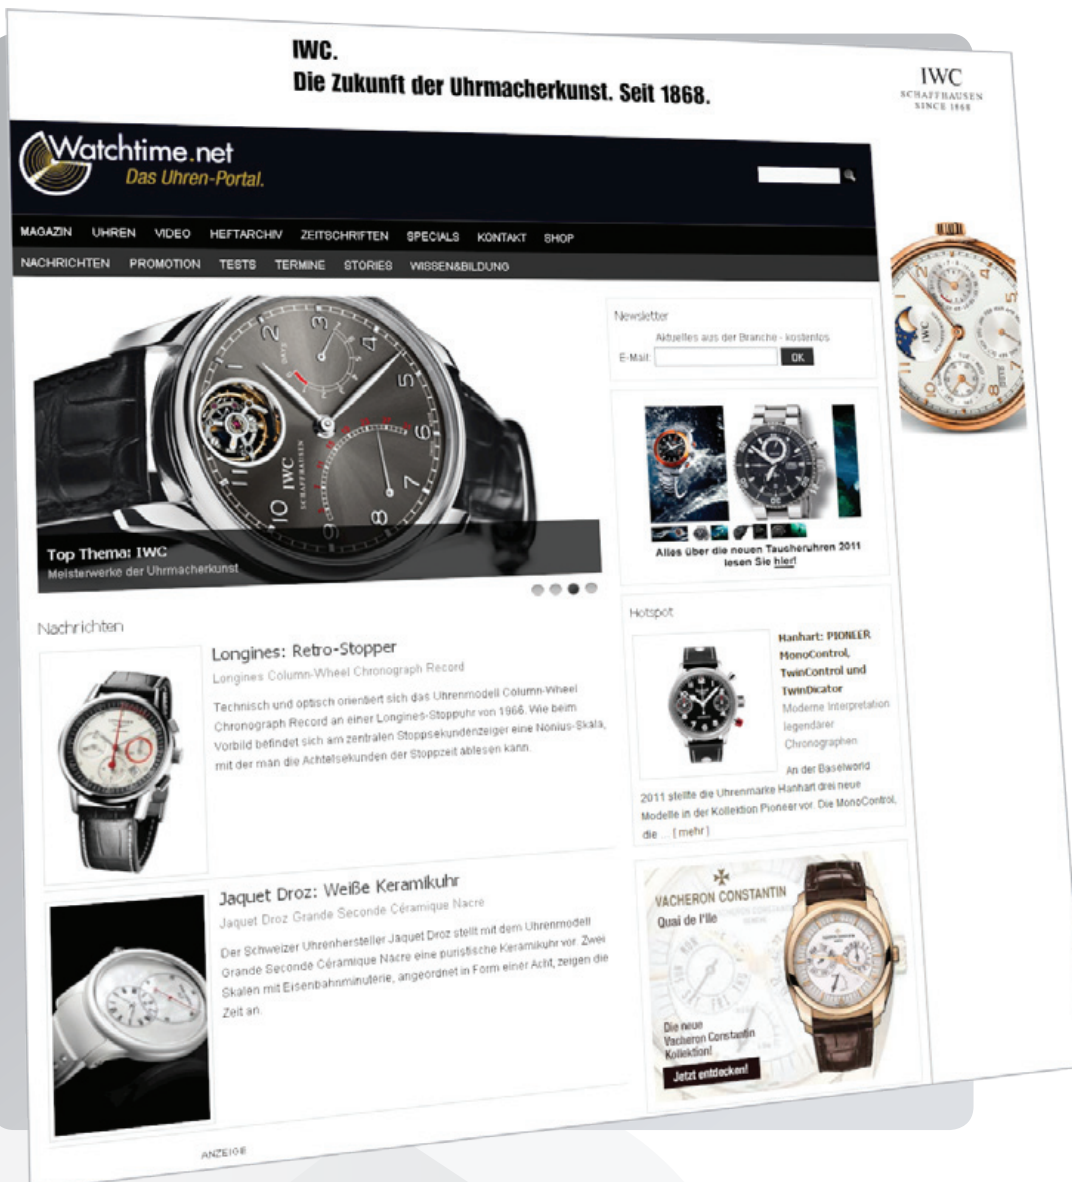 IWC.
Die Zukunft der Uhrmacherkunst. Seit 1868.
IWC
SCHAFFHAUSEN
SINCE 1868
Watchtime.net
Das Uhren-Portal.
MAGAZIN UHREN VIDEO HEFTARCHIV ZEITSCHRIFTEN SPECIALS KONTAKT SHOP
NACHRICHTEN PROMOTION TESTS TERMINE STORIES WISSEN&BILDUNG
IWC
SCHAFFHAUSEN
Top Thema: IWC
Meisterwerke der Uhrmacherkunst
Nachrichten
Longines: Retro-Stopper
Longines Column-Wheel Chronograph Record
Technisch und optisch orientiert sich das Uhrenmodell Column-Wheel
Chronograph Record an einer Longines-Stoppuhr von 1966. Wie beim
Vorbild befindet sich am zentralen Stoppsekundenzeiger eine Nonius-Skala,
mit der man die Achtelsekunden der Stoppzeit ablesen kann.
Jaquet Droz: Weiße Keramikuhr
Jaquet Droz Grande Seconde Céramique Nacre
Der Schweizer Uhrenhersteller Jaquet Droz stellt mit dem Uhrenmodell
Grande Seconde Céramique Nacre eine puristische Keramikuhr vor. Zwei
Skalen mit Eisenbahnminuterie, angeordnet in Form einer Acht, zeigen die
Zeit an.
ANZEIGE
Newsletter
Aktuelles aus der Branche - kostenlos
E-Mail: OK
Alles über die neuen Taucheruhren 2011
lesen Sie hier!
Hotspot
Hanhart: PIONEER
MonoControl,
TwinControl und
TwinDicator
Moderne Interpretation
legendärer
Chronographen
An der Baselworld
2011 stellte die Uhrenmarke Hanhart drei neue
Modelle in der Kollektion Pioneer vor. Die MonoControl,
die ... [ mehr ]
VACHERON CONSTANTIN
Quai de l'Ile
Die neue
Vacheron Constantin
Kollektion!
Jetzt entdecken!
IWC